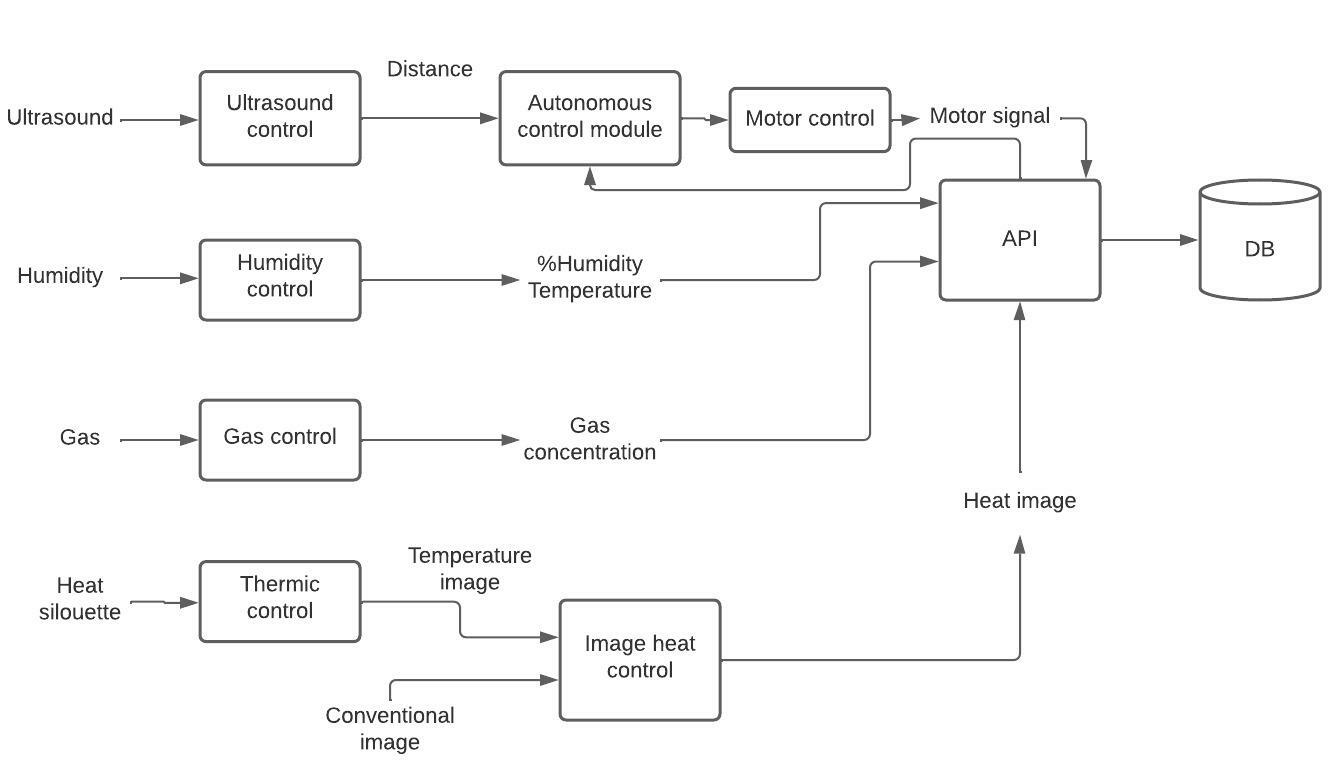 Distance
Ultrasound
Ultrasound
control
Autonomous
control module
Motor control
Motor signal
API
DB
Humidity
Humidity
control
%Humidity
Temperature
Gas
Gas control
Gas
concentration
Heat image
Heat
silouette
Thermic
control
Temperature
image
Image heat
control
Conventional
image